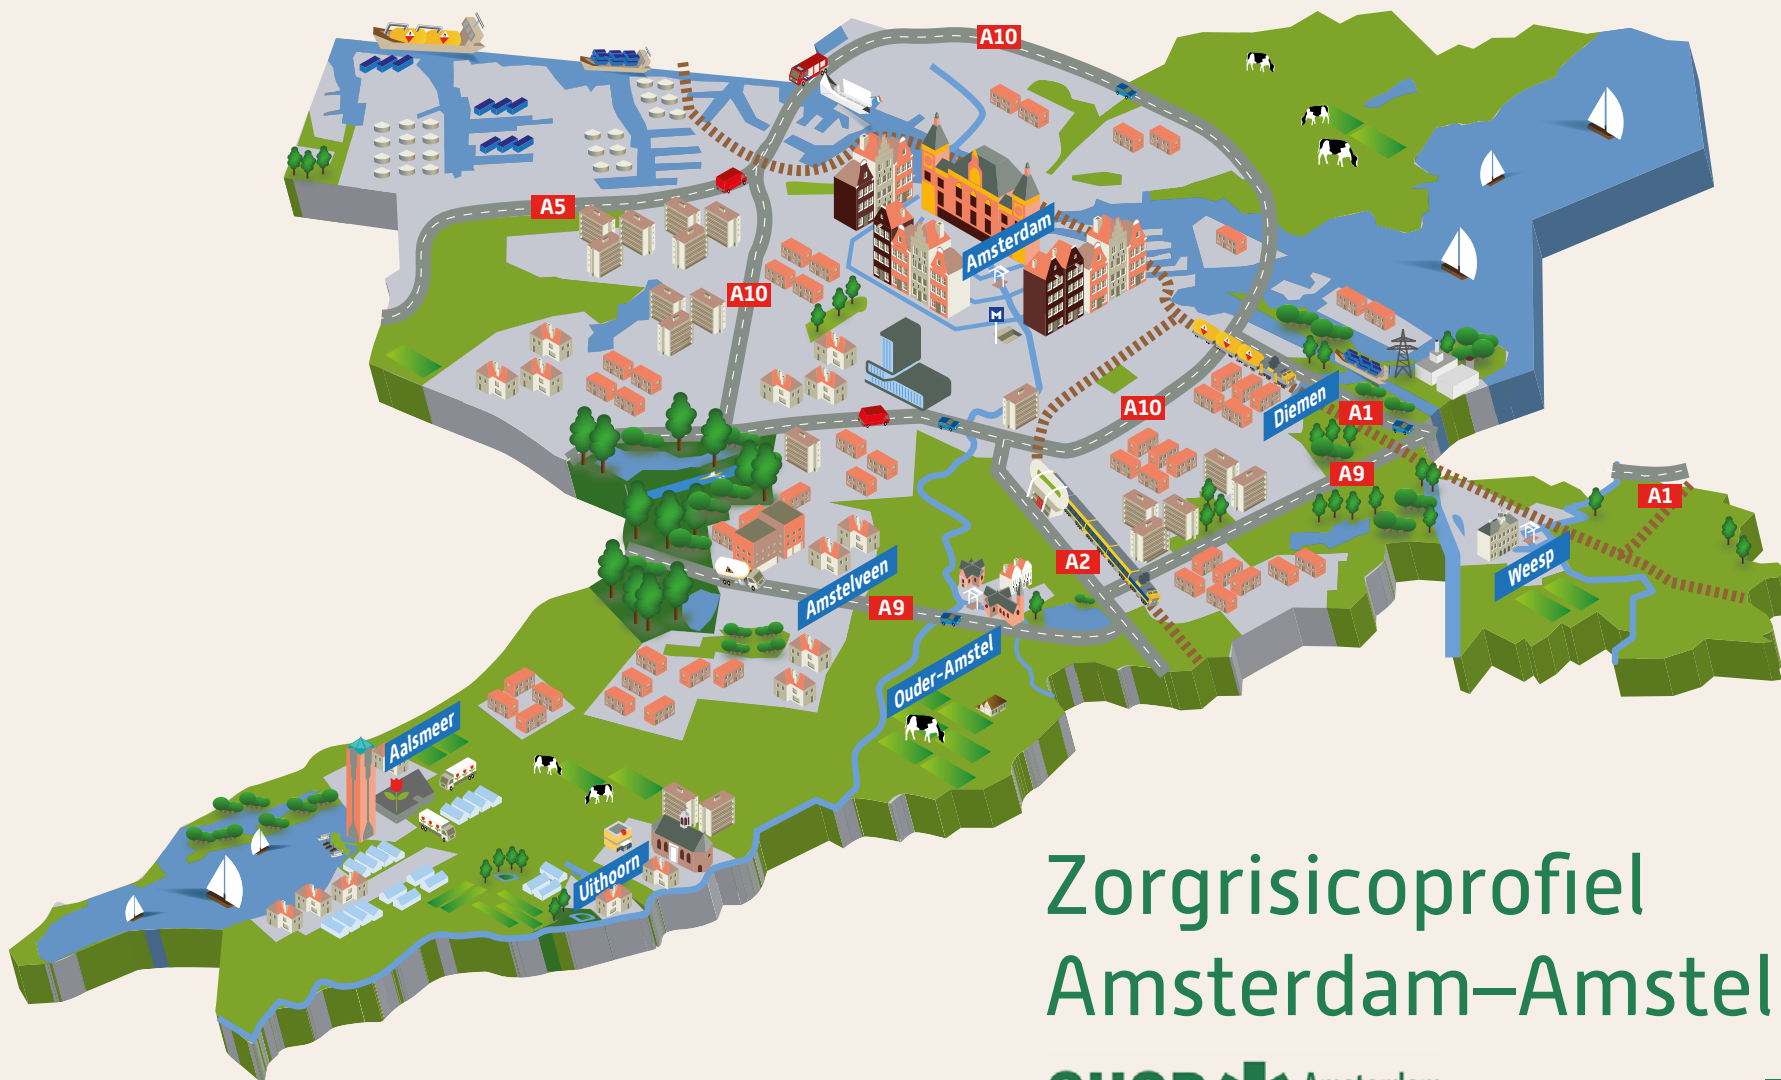 A10
A5
Amsterdam
A10
A10
Diemen
A1
A9
A1
A2
Weesp
Amstelveen
A9
Ouder-Amstel
Aalsmeer
Uithoorn
M
Zorgrisicoprofiel
Amsterdam–Amstel